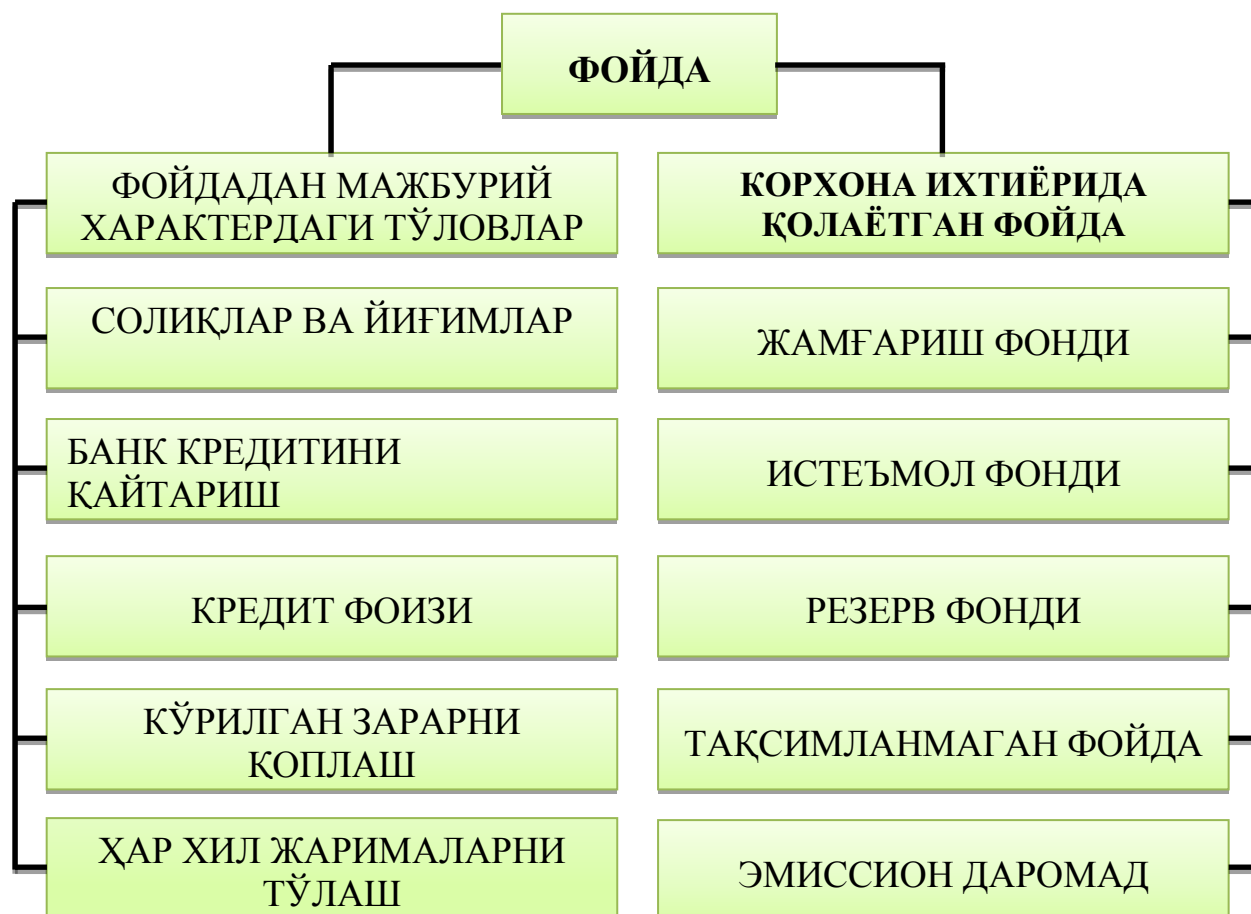 ФОЙДА
ФОЙДАДАН МАЖБУРИЙ
ХАРАКТЕРДАГИ ТЎЛОВЛАР
КОРХОНА ИХТИЁРИДА
ҚОЛАЁТГАН ФОЙДА
СОЛИҚЛАР ВА ЙИҒИМЛАР
ЖАМҒАРИШ ФОНДИ
БАНК КРЕДИТИНИ
ҚАЙТАРИШ
ИСТЕЪМОЛ ФОНДИ
КРЕДИТ ФОИЗИ
РЕЗЕРВ ФОНДИ
КЎРИЛГАН ЗАРАРНИ
ҚОПЛАШ
ТАҚСИМЛАНМАГАН ФОЙДА
ҲАР ХИЛ ЖАРИМАЛАРНИ
ТЎЛАШ
ЭМИССИОН ДАРОМАД